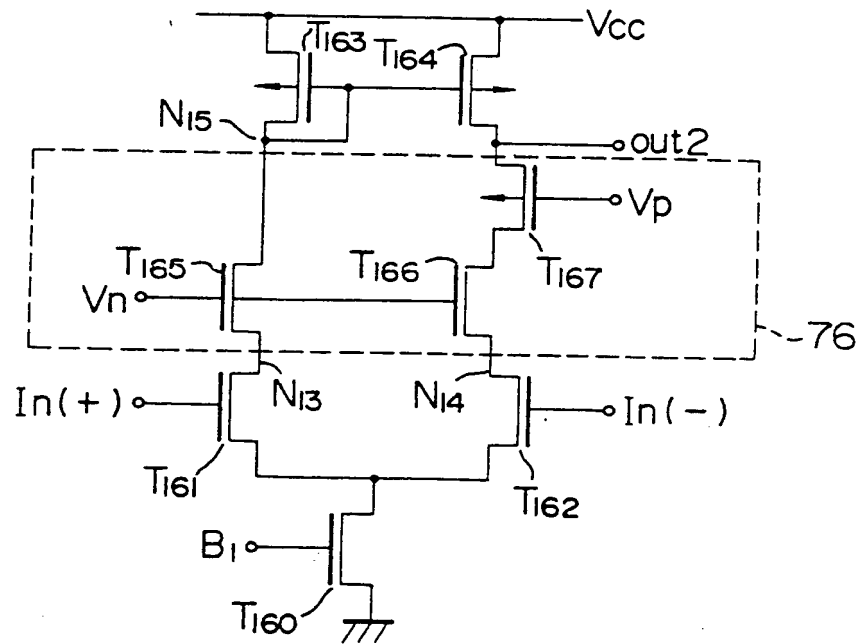 Vcc
T163
T164
N15
out2
Vp
T165
T166
T167
Vn
76
N13
N14
In(+)
In(-)
T161
T162
B1
T160